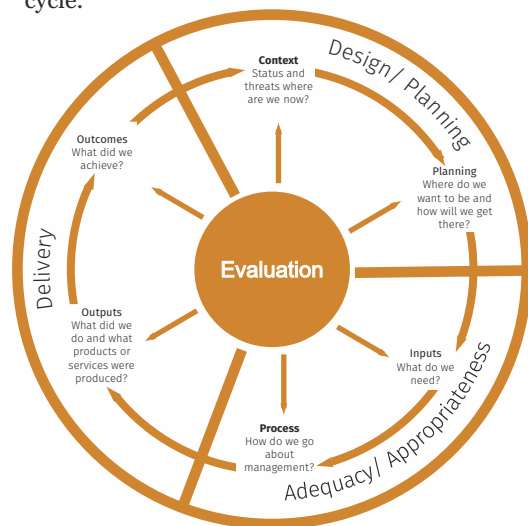 cycle.
Design/ Planning
Context
Status and
threats where
are we now?
Planning
Where do we
want to be and
how will we get
there?
Adequacy/ Appropriateness
Inputs
What do we
need?
Process
How do we go
about
management?
Delivery
Outputs
What did we
do and what
products or
services were
produced?
Outcomes
What did we
achieve?
Evaluation